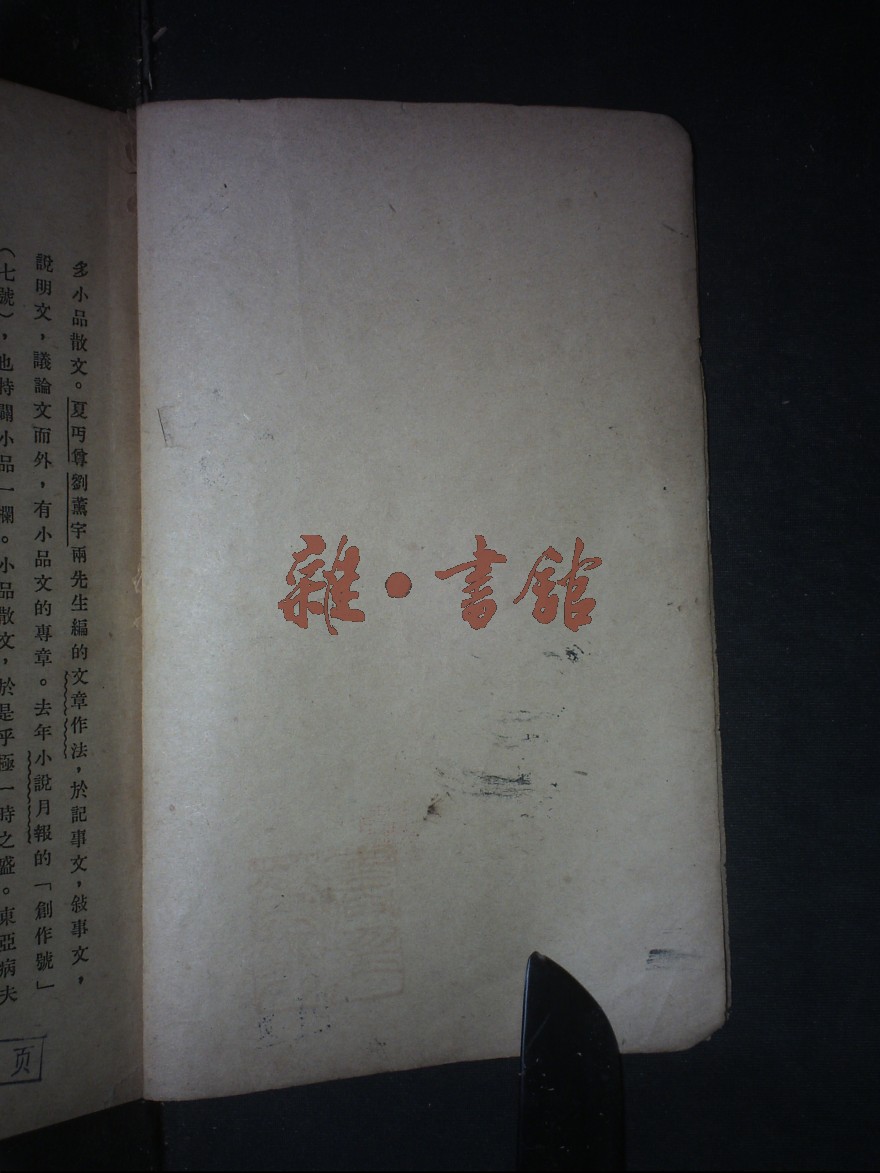 多小品散文。夏丏尊劉薰宇兩先生編的文章作法，於記事文，敍事文，
說明文，議論文而外，有小品文的專章。去年小說月報的「創作號」
（七號），也特闢小品一欄。小品散文，於是乎極一時之盛。東亞病夫
页
雜·書館